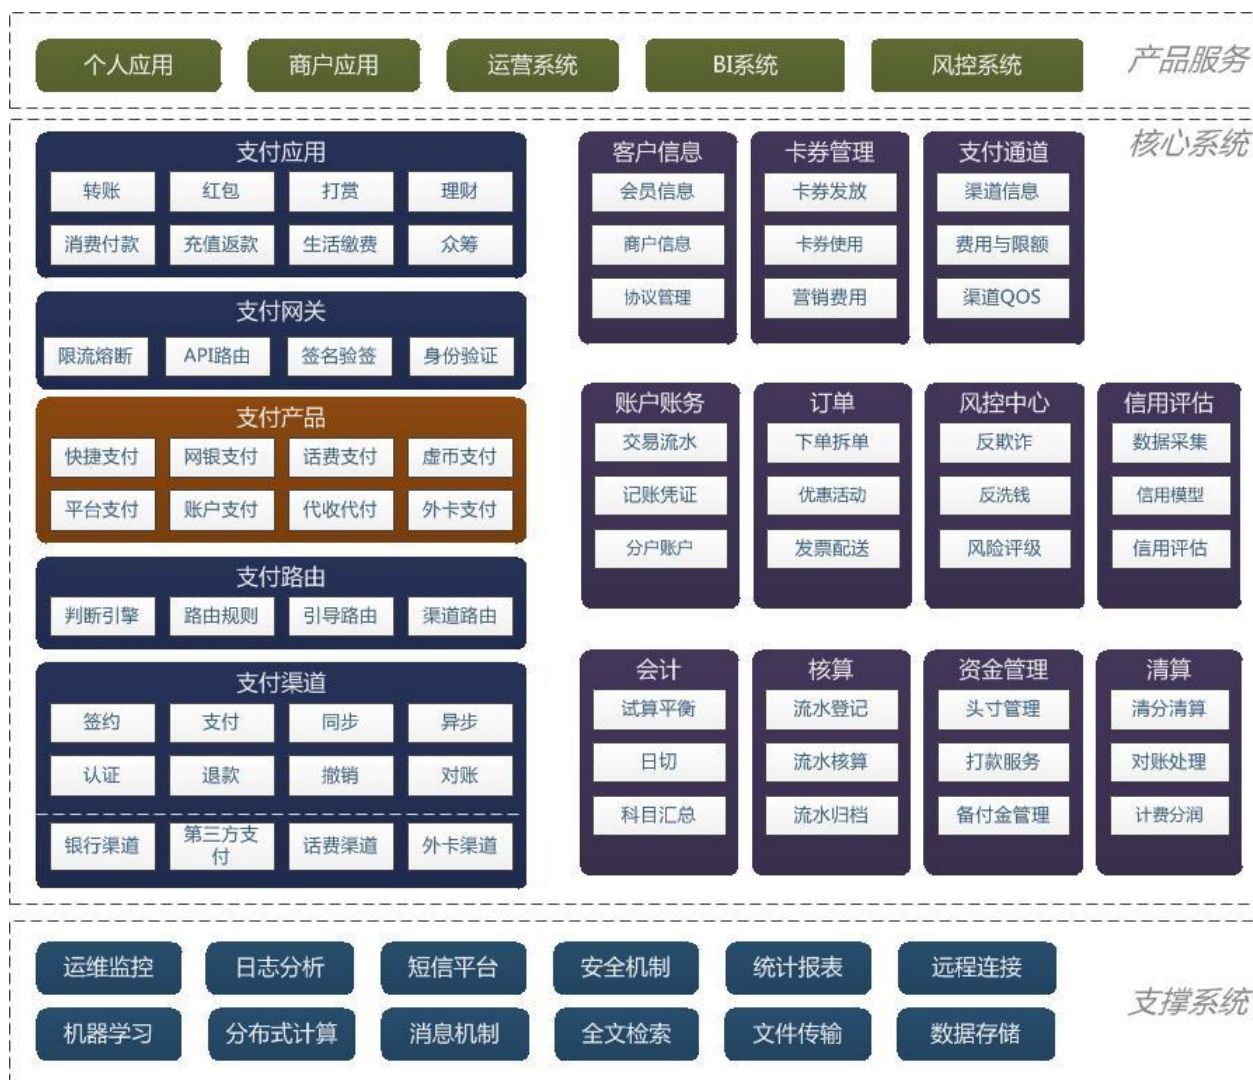 个人应用
商户应用
运营系统
BI系统
风控系统
产品服务
核心系统
支付应用
转账
红包
打赏
理财
消费付款
充值返款
生活缴费
众筹
支付网关
限流熔断
API路由
签名验签
身份验证
支付产品
快捷支付
网银支付
话费支付
虚币支付
平台支付
账户支付
代收代付
外卡支付
支付路由
判断引擎
路由规则
引导路由
渠道路由
支付渠道
签约
支付
同步
异步
认证
退款
撤销
对账
银行渠道
第三方支
付
话费渠道
外卡渠道
客户信息
会员信息
商户信息
协议管理
卡券管理
卡券发放
卡券使用
营销费用
支付通道
渠道信息
费用与限额
渠道QOS
账户账务
交易流水
记账凭证
分户账户
订单
下单拆单
优惠活动
发票配送
风控中心
反欺诈
反洗钱
风险评级
信用评估
数据采集
信用模型
信用评估
会计
试算平衡
日切
科目汇总
核算
流水登记
流水核算
流水归档
资金管理
头寸管理
打款服务
备付金管理
清算
清分清算
对账处理
计费分润
运维监控
日志分析
短信平台
安全机制
统计报表
远程连接
机器学习
分布式计算
消息机制
全文检索
文件传输
数据存储
支撑系统